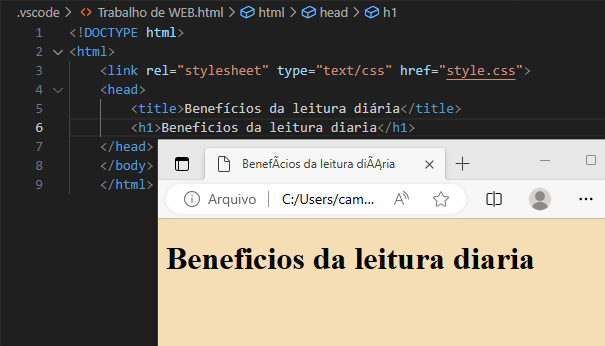 .vscode > Trabalho de WEB.html > html > head > h1
1 <!DOCTYPE html>
2 <html>
3 <link rel="stylesheet" type="text/css" href="style.css">
4 <head>
5 <title>Benefícios da leitura diária</title>
6 <h1>Beneficios da leitura diaria</h1>
7 </head>
8 </body>
9 </html>
BenefÃ­cios da leitura diÃ¡ria
Arquivo C:/Users/cam... A
Beneficios da leitura diaria